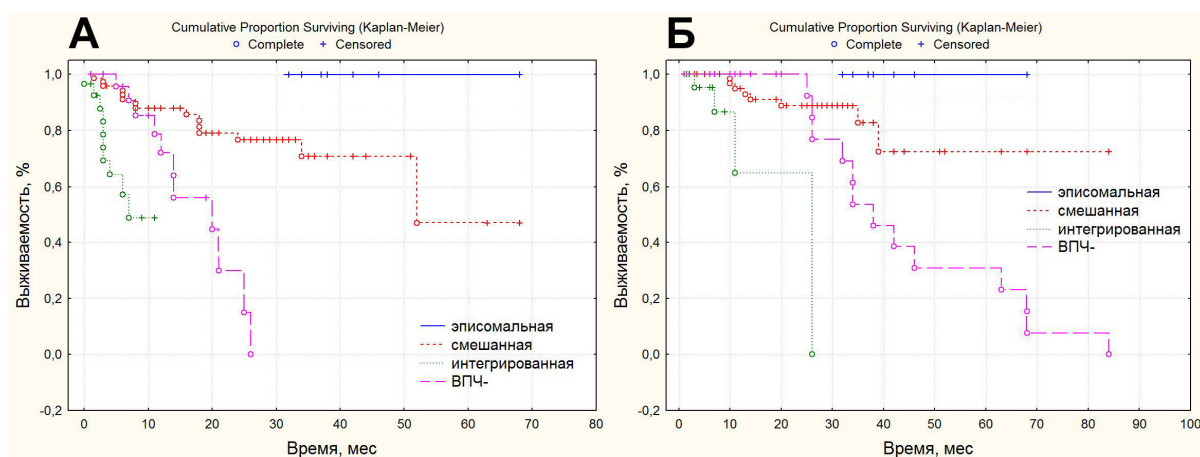 А
Cumulative Proportion Surviving (Kaplan-Meier)
Complete Censored
1,0
0,8
0,6
0,4
0,2
0,0
-0,2
Выживаемость, %
эписомальная
смешанная
интегрированная
ВПЧ-
0 10 20 30 40 50 60 70 80
Время, мес
Б
Cumulative Proportion Surviving (Kaplan-Meier)
Complete Censored
1,0
0,8
0,6
0,4
0,2
0,0
-0,2
Выживаемость, %
эписомальная
смешанная
интегрированная
ВПЧ-
0 10 20 30 40 50 60 70 80 90 100
Время, мес